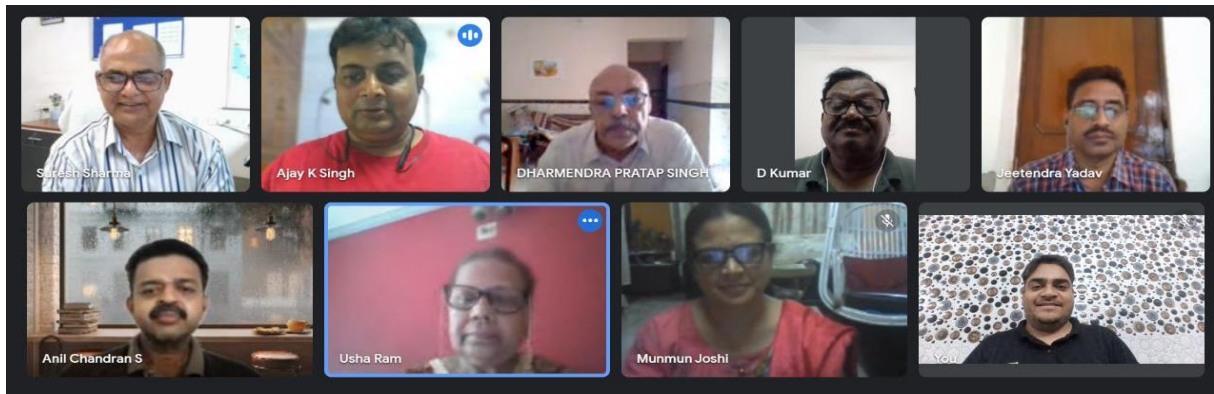 Suresh Sharma
Ajay K Singh
DHARMENDRA PRATAP SINGH
D Kumar
Jeetendra Yadav
Anil Chandran S
Usha Ram
Munmun Joshi
You